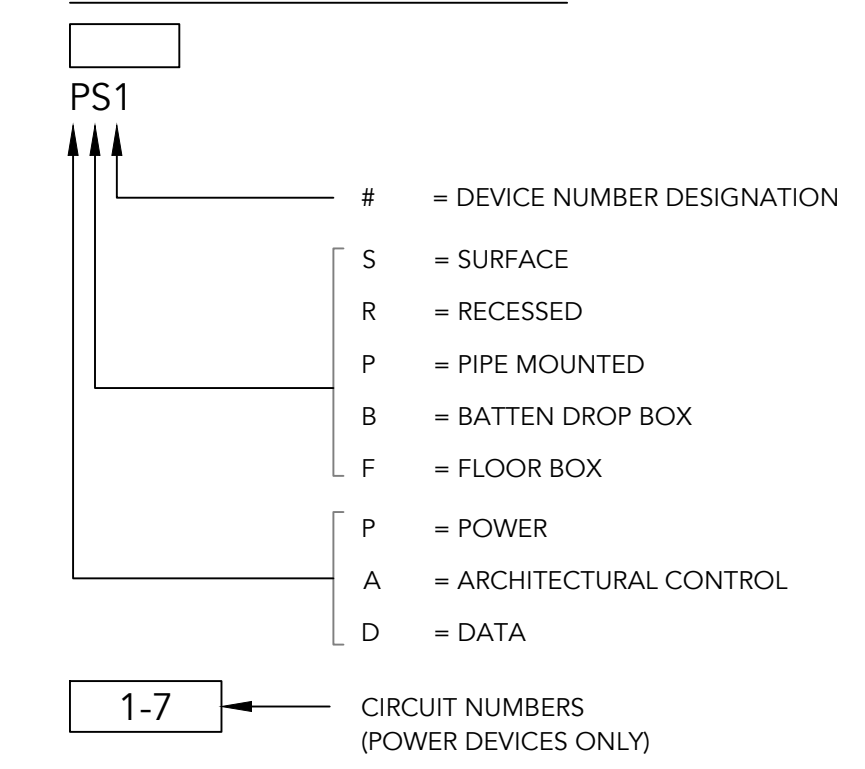 PS1
# = DEVICE NUMBER DESIGNATION
S = SURFACE
R = RECESSED
P = PIPE MOUNTED
B = BATTEN DROP BOX
F = FLOOR BOX
P = POWER
A = ARCHITECTURAL CONTROL
D = DATA
1-7 CIRCUIT NUMBERS
(POWER DEVICES ONLY)